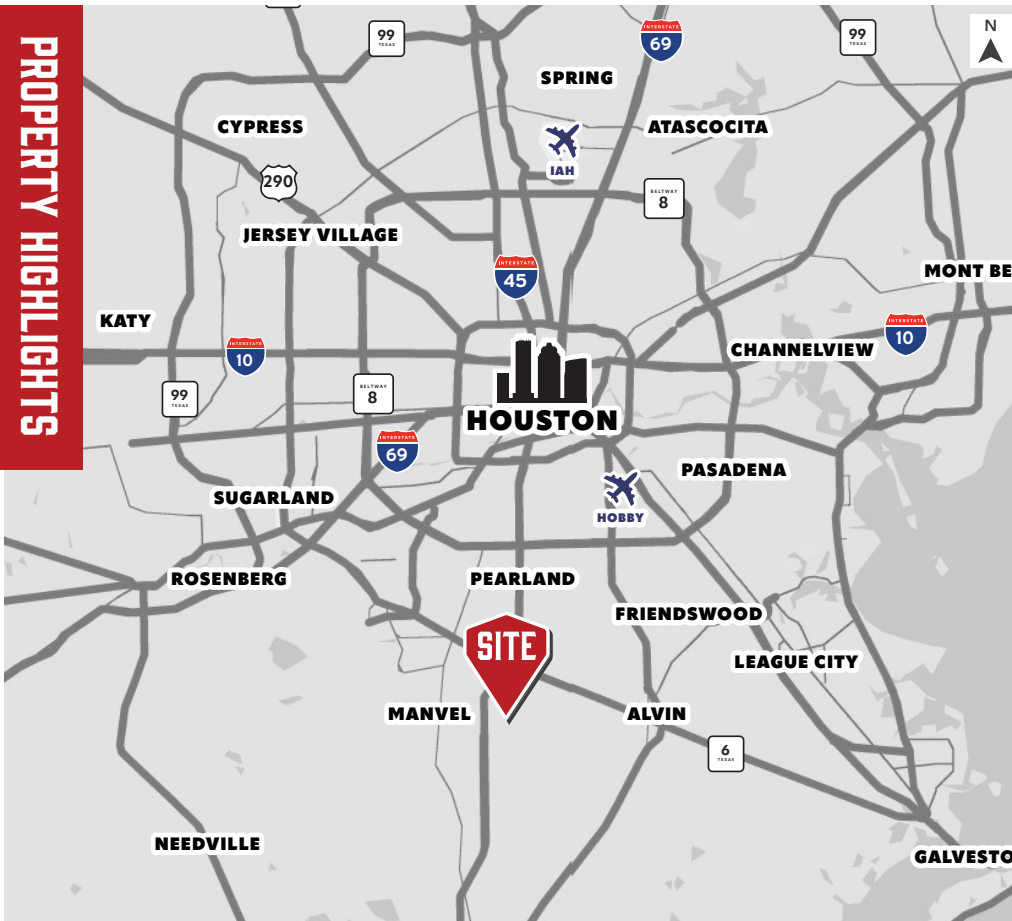 PROPERTY HIGHLIGHTS
99
TEXAS
INTERSTATE
69
99
TEXAS
N
SPRING
CYPRESS
ATASCOCITA
IAH
290
BELTWAY
8
JERSEY VILLAGE
INTERSTATE
45
MONT BE
KATY
INTERSTATE
10
CHANNELVIEW
INTERSTATE
10
99
TEXAS
BELTWAY
8
HOUSTON
INTERSTATE
69
PASADENA
SUGARLAND
HOBBY
ROSENBERG
PEARLAND
FRIENDSWOOD
SITE
LEAGUE CITY
MANVEL
ALVIN
6
TEXAS
NEEDVILLE
GALVESTO